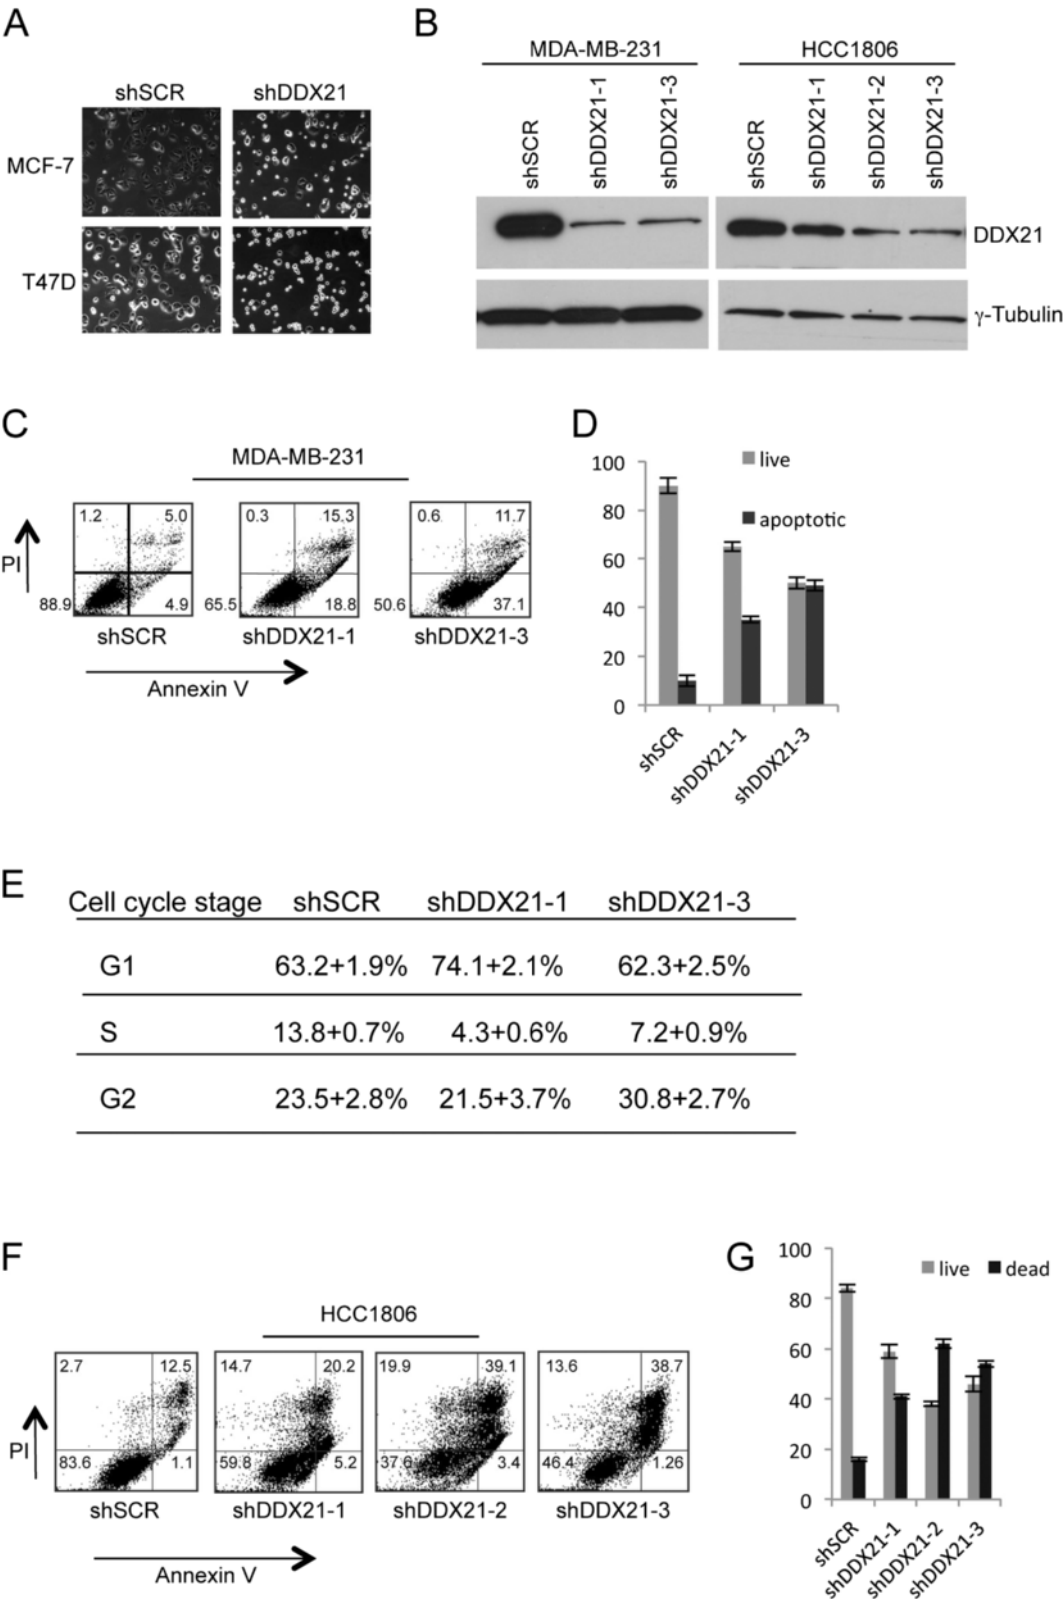 A
shSCR shDDX21
MCF-7
T47D
B
MDA-MB-231 HCC1806
shSCR shDDX21-1 shDDX21-3 shSCR shDDX21-1 shDDX21-2 shDDX21-3
DDX21
γ-Tubulin
C
MDA-MB-231
1.2 5.0 0.3 15.3 0.6 11.7
PI
88.9 4.9 65.5 18.8 50.6 37.1
shSCR shDDX21-1 shDDX21-3
Annexin V
D
live
apoptotic
100
80
60
40
20
0
shSCR shDDX21-1 shDDX21-3
E
Cell cycle stage shSCR shDDX21-1 shDDX21-3
G1 63.2+1.9% 74.1+2.1% 62.3+2.5%
S 13.8+0.7% 4.3+0.6% 7.2+0.9%
G2 23.5+2.8% 21.5+3.7% 30.8+2.7%
F
HCC1806
2.7 12.5 14.7 20.2 19.9 39.1 13.6 38.7
PI
83.6 1.1 59.8 5.2 37.6 3.4 46.4 1.26
shSCR shDDX21-1 shDDX21-2 shDDX21-3
Annexin V
G
live dead
100
80
60
40
20
0
shSCR shDDX21-1 shDDX21-2 shDDX21-3